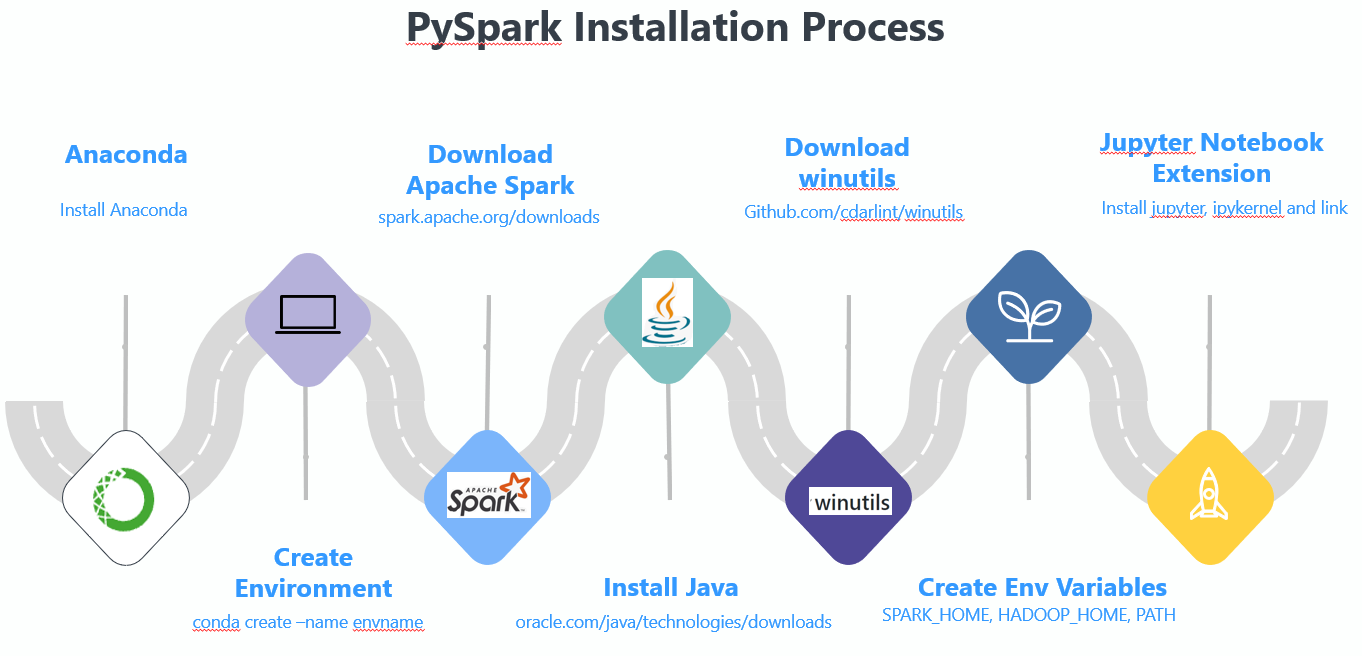 PySpark Installation Process
Anaconda
Install Anaconda
Download
Apache Spark
spark.apache.org/downloads
Download
winutils
Github.com/cdarlint/winutils
Jupyter Notebook
Extension
Install jupyter, ipykernel and link
APACHE
Spark™
winutils
Create
Environment
conda create –name envname
Install Java
oracle.com/java/technologies/downloads
Create Env Variables
SPARK_HOME, HADOOP_HOME, PATH